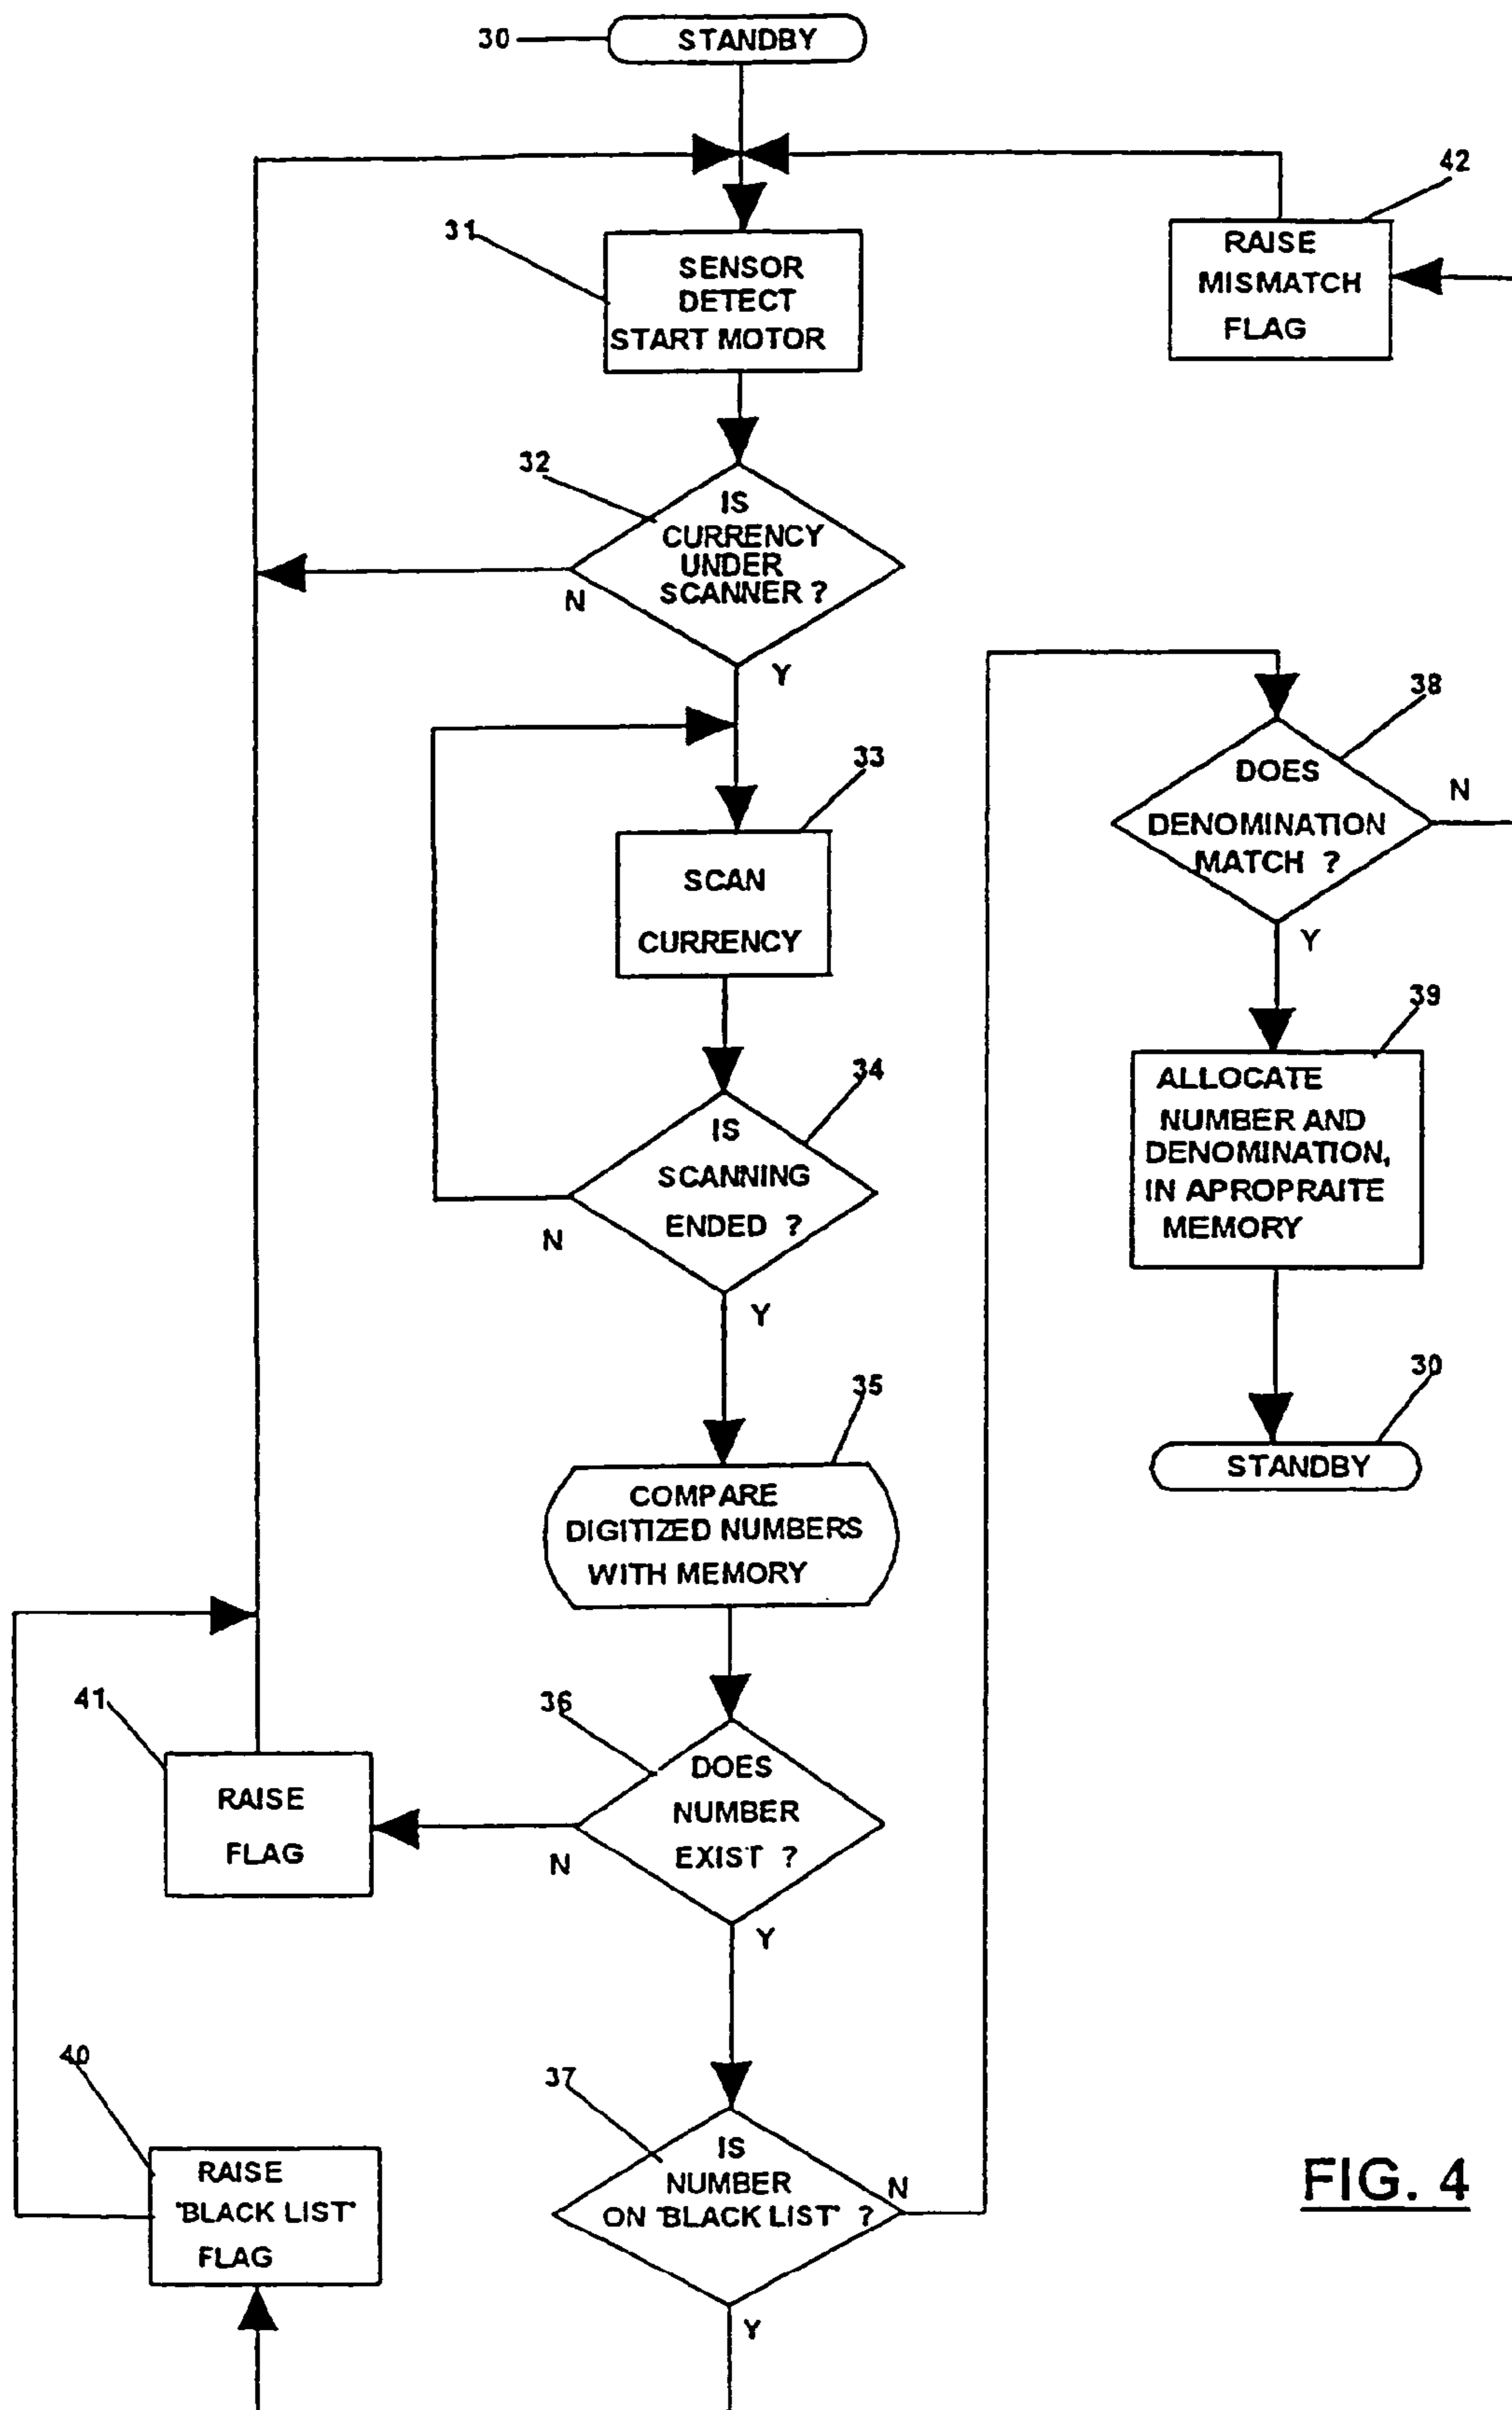 30
STANDBY
42
RAISE
MISMATCH
FLAG
31
SENSOR
DETECT
START MOTOR
32
IS
CURRENCY
UNDER
SCANNER ?
N
Y
33
SCAN
CURRENCY
34
IS
SCANNING
ENDED ?
N
Y
35
COMPARE
DIGITIZED NUMBERS
WITH MEMORY
36
DOES
NUMBER
EXIST ?
N
Y
41
RAISE
FLAG
37
IS
NUMBER
ON 'BLACK LIST' ?
N
Y
40
RAISE
'BLACK LIST'
FLAG
38
DOES
DENOMINATION
MATCH ?
N
Y
39
ALLOCATE
NUMBER AND
DENOMINATION,
IN APROPRAITE
MEMORY
30
STANDBY
FIG. 4